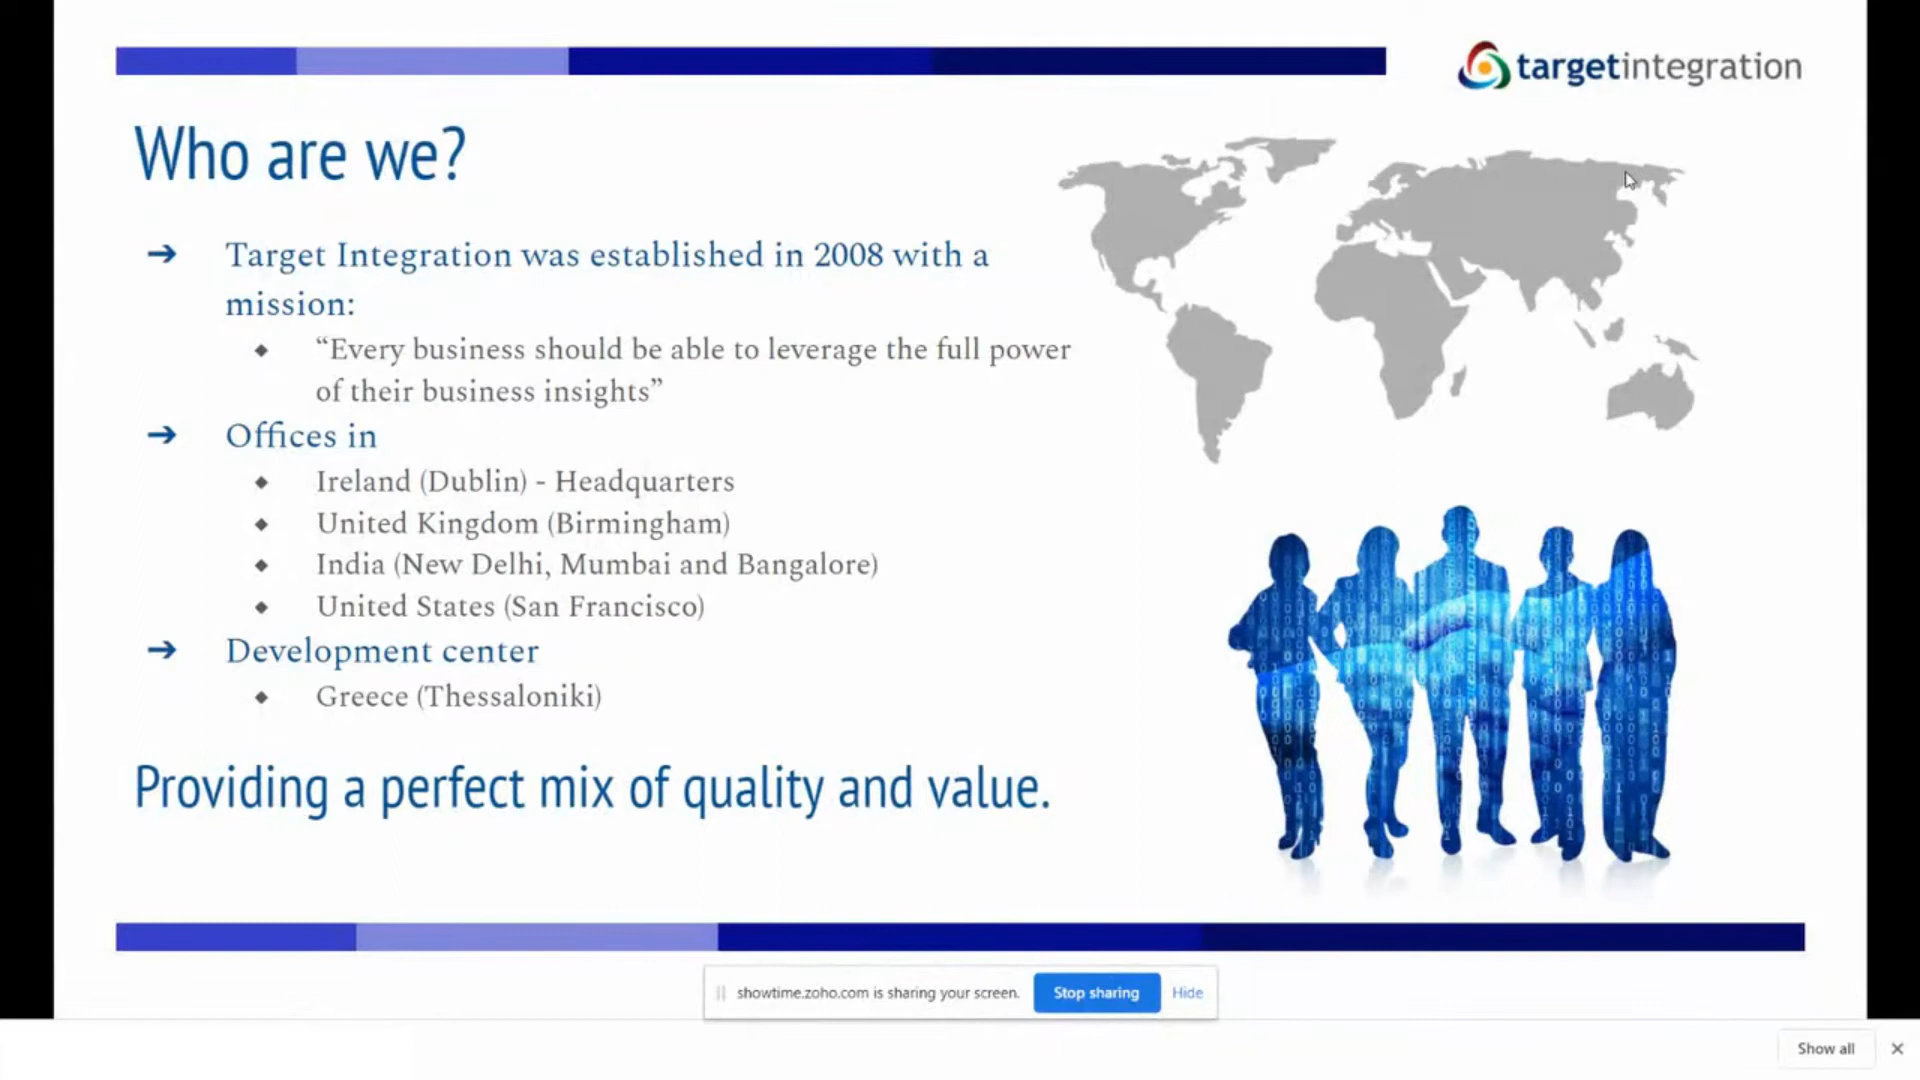 targetintegration
Who are we?
➔ Target Integration was established in 2008 with a
mission:
◆ “Every business should be able to leverage the full power
of their business insights”
➔ Offices in
◆ Ireland (Dublin) - Headquarters
◆ United Kingdom (Birmingham)
◆ India (New Delhi, Mumbai and Bangalore)
◆ United States (San Francisco)
➔ Development center
◆ Greece (Thessaloniki)
Providing a perfect mix of quality and value.
showtime.zoho.com is sharing your screen. Stop sharing Hide
Show all